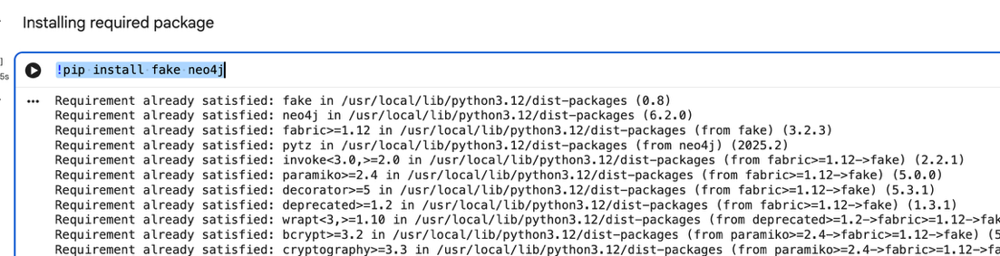 Installing required package
]
5s
!pip install fake neo4j
Requirement already satisfied: fake in /usr/local/lib/python3.12/dist-packages (0.8)
Requirement already satisfied: neo4j in /usr/local/lib/python3.12/dist-packages (6.2.0)
Requirement already satisfied: fabric>=1.12 in /usr/local/lib/python3.12/dist-packages (from fake) (3.2.3)
Requirement already satisfied: pytz in /usr/local/lib/python3.12/dist-packages (from neo4j) (2025.2)
Requirement already satisfied: invoke<3.0,>=2.0 in /usr/local/lib/python3.12/dist-packages (from fabric>=1.12->fake) (2.2.1)
Requirement already satisfied: paramiko>=2.4 in /usr/local/lib/python3.12/dist-packages (from fabric>=1.12->fake) (5.0.0)
Requirement already satisfied: decorator>=5 in /usr/local/lib/python3.12/dist-packages (from fabric>=1.12->fake) (5.3.1)
Requirement already satisfied: deprecated>=1.2 in /usr/local/lib/python3.12/dist-packages (from fabric>=1.12->fake) (1.3.1)
Requirement already satisfied: wrapt<3,>=1.10 in /usr/local/lib/python3.12/dist-packages (from deprecated>=1.2->fabric>=1.12->fak
Requirement already satisfied: bcrypt>=3.2 in /usr/local/lib/python3.12/dist-packages (from paramiko>=2.4->fabric>=1.12->fake) (5
Requirement already satisfied: cryptography>=3.3 in /usr/local/lib/python3.12/dist-packages (from paramiko>=2.4->fabric>=1.12->fa